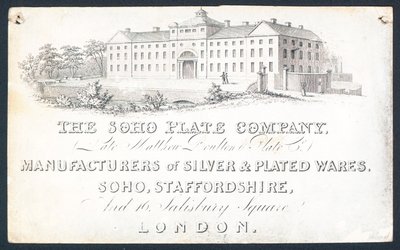 THE SOHO PLATE COMPANY,
(Late Matthew Boulton & Plate Co)
MANUFACTURERS of SILVER & PLATED WARES.
SOHO, STAFFORDSHIRE,
And 16, Salisbury Square,
LONDON.